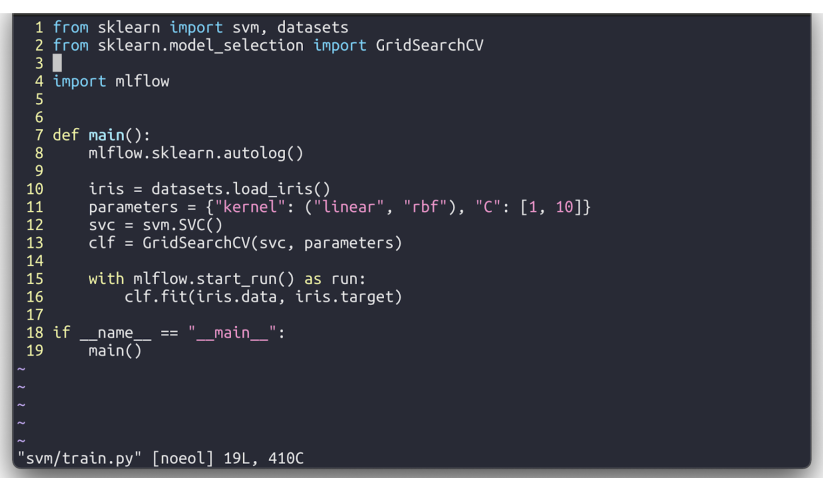 1 from sklearn import svm, datasets
2 from sklearn.model_selection import GridSearchCV
3
4 import mlflow
5
6
7 def main():
8     mlflow.sklearn.autolog()
9
10     iris = datasets.load_iris()
11     parameters = {"kernel": ("linear", "rbf"), "C": [1, 10]}
12     svc = svm.SVC()
13     clf = GridSearchCV(svc, parameters)
14
15     with mlflow.start_run() as run:
16         clf.fit(iris.data, iris.target)
17
18 if __name__ == "__main__":
19     main()
~
~
~
~
~
"svm/train.py" [noeol] 19L, 410C